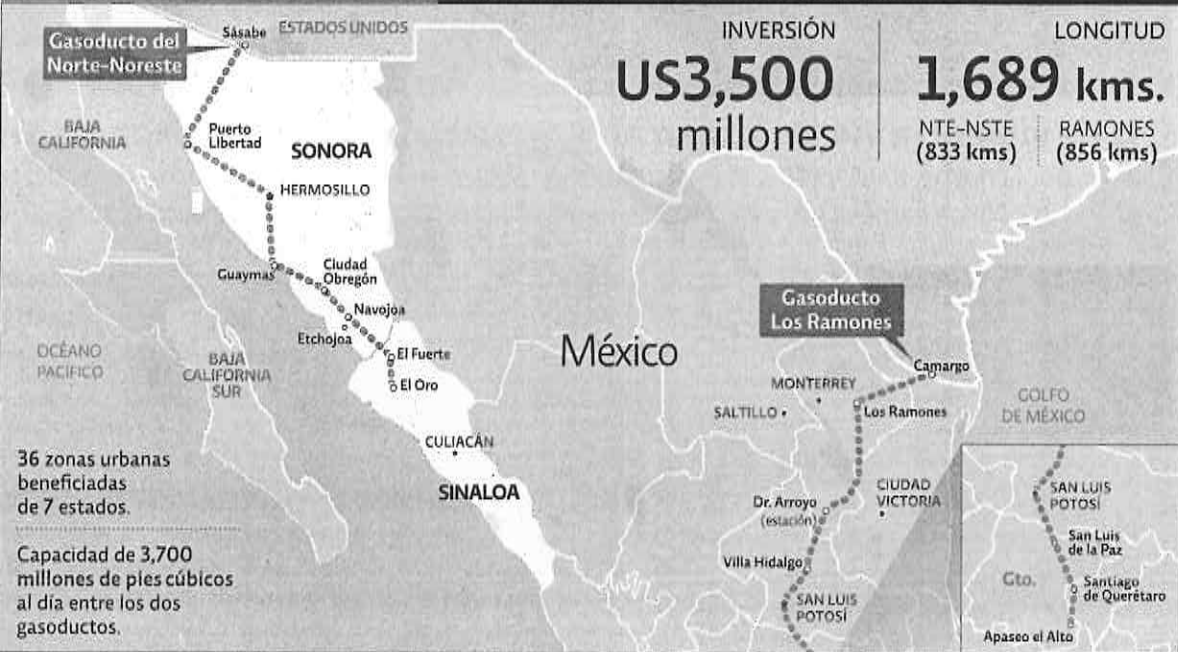 INVERSIÓN
US3,500
millones
LONGITUD
1,689 kms.
NTE-NSTE
(833 kms)
RAMONES
(856 kms)
Gasoducto del
Norte-Noreste
Sásabe
ESTADOS UNIDOS
BAJA
CALIFORNIA
Puerto
Libertad
SONORA
HERMOSILLO
Guaymas
Ciudad
Obregón
Navojoa
Etchojoa
El Fuerte
El Oro
OCÉANO
PACIFICO
BAJA
CALIFORNIA
SUR
CULIACÁN
SINALOA
México
Gasoducto
Los Ramones
Camargo
MONTERREY
SALTILLO
Los Ramones
GOLFO
DE MÉXICO
CIUDAD
VICTORIA
Dr. Arroyo
(estación)
Villa Hidalgo
SAN LUIS
POTOSÍ
SAN LUIS
POTOSÍ
San Luis
de la Paz
Gto.
Santiago
de Querétaro
Apaseo el Alto
36 zonas urbanas
beneficiadas
de 7 estados.
Capacidad de 3,700
millones de pies cúbicos
al día entre los dos
gasoductos.